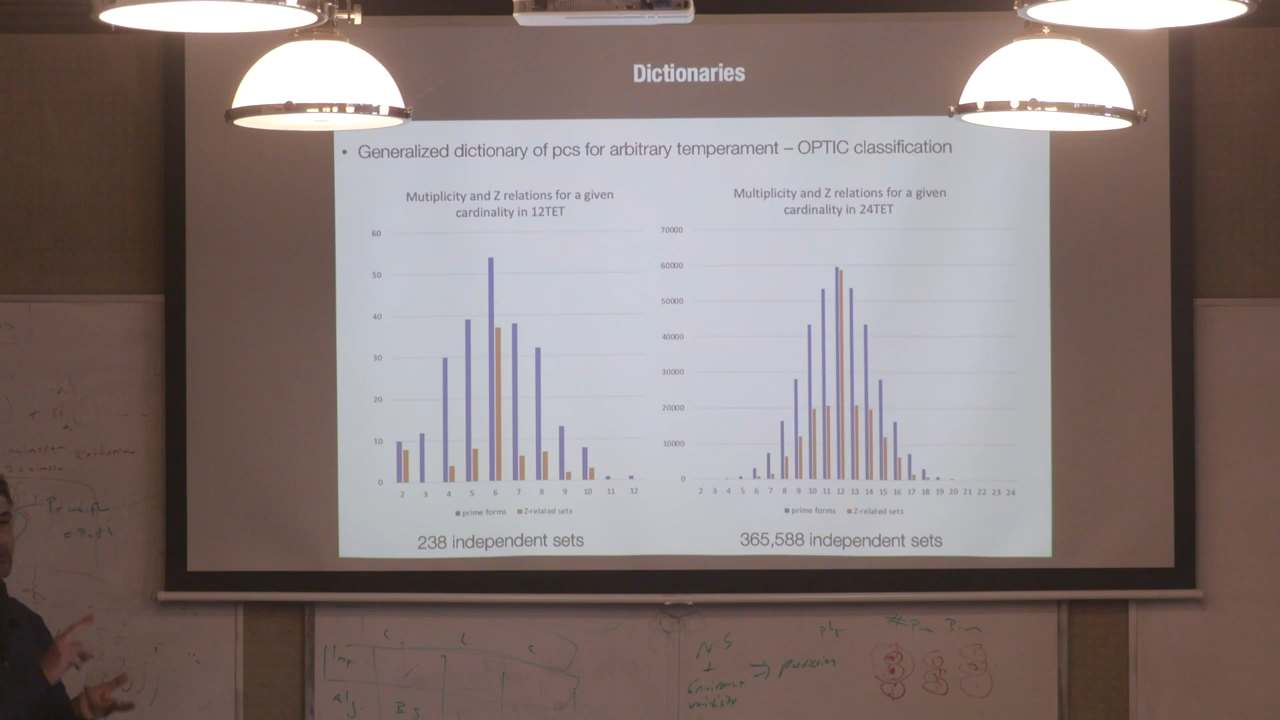 Dictionaries
• Generalized dictionary of pcs for arbitrary temperament – OPTIC classification
Mutiplicity and Z relations for a given
cardinality in 12TET
60
50
40
30
20
10
0
2 3 4 5 6 7 8 9 10 11 12
prime forms Z-related sets
238 independent sets
Multiplicity and Z relations for a given
cardinality in 24TET
70000
60000
50000
40000
30000
20000
10000
0
2 3 4 5 6 7 8 9 10 11 12 13 14 15 16 17 18 19 20 21 22 23 24
prime forms Z-related sets
365,588 independent sets
N.S